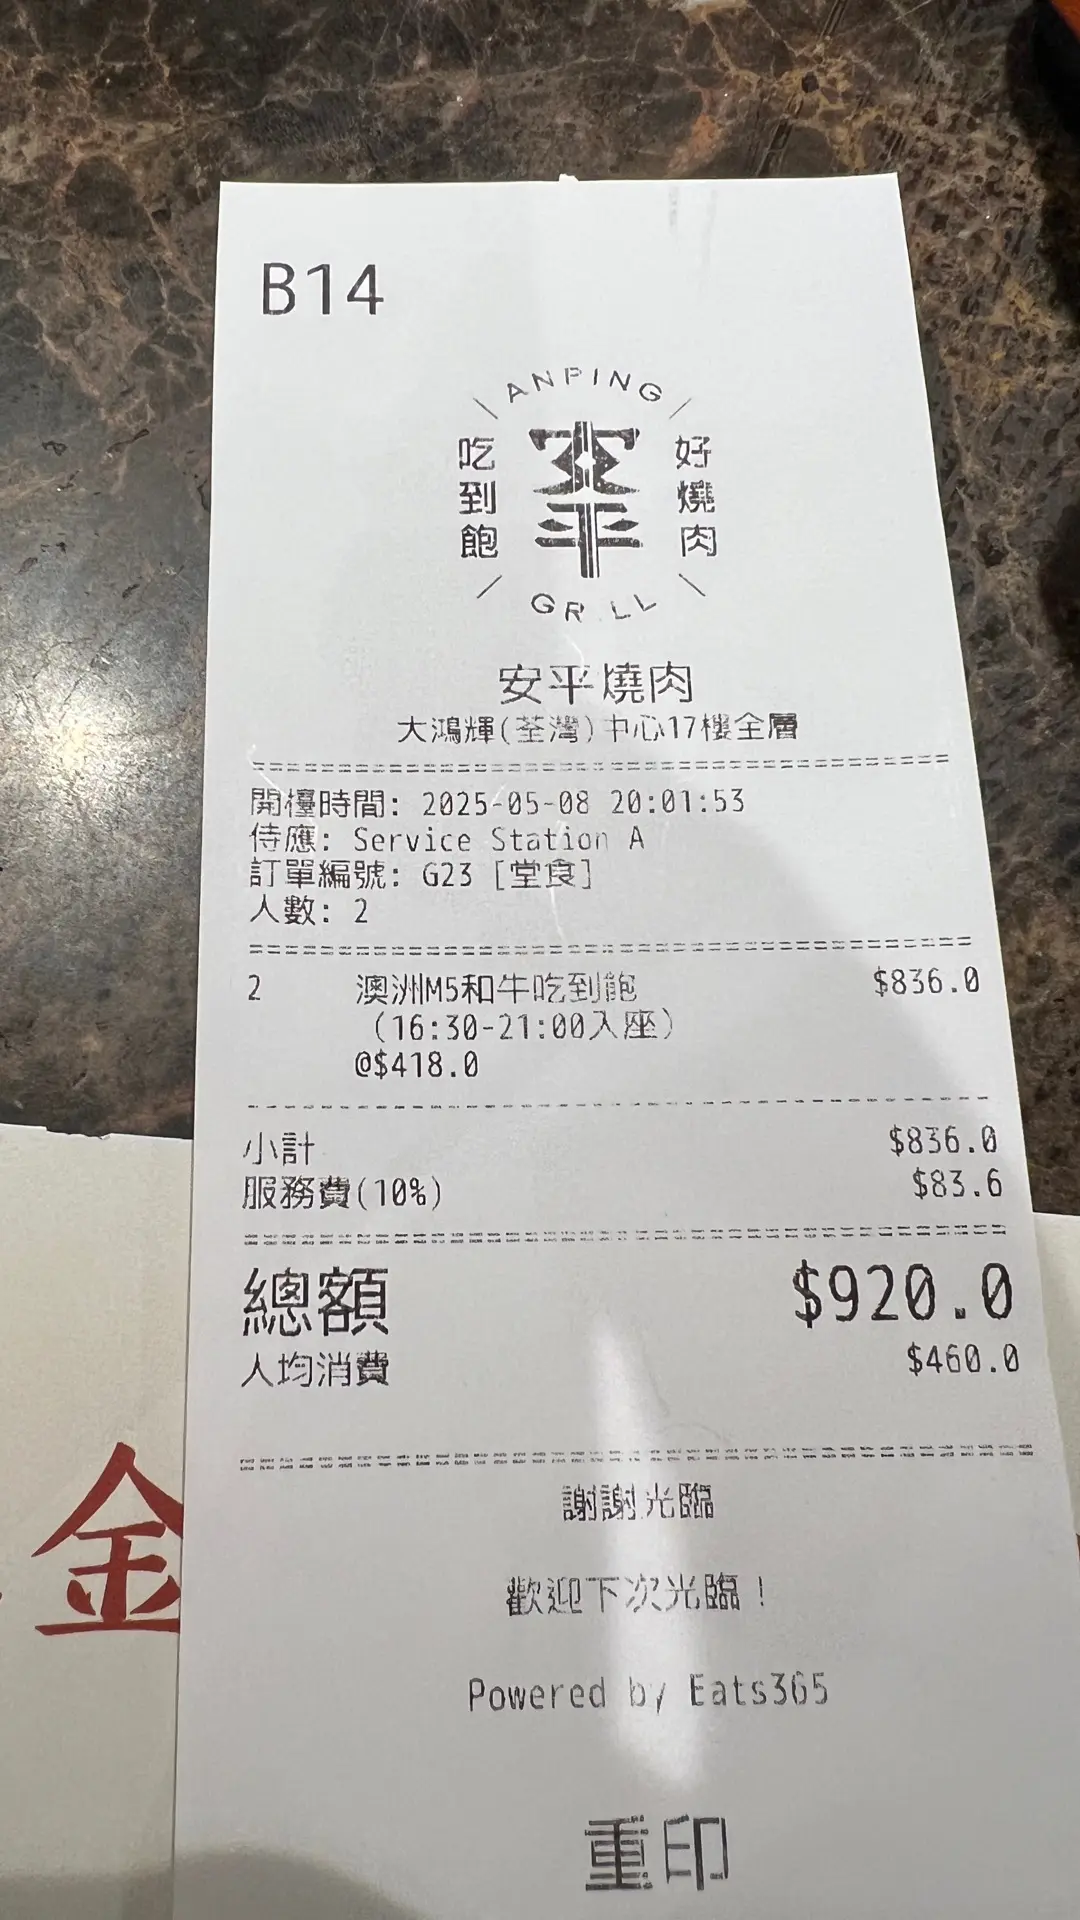 B14
ANPING
吃到飽
安平
好燒肉
GRILL
安平燒肉
大鴻輝(荃灣)中心17樓全層
開檯時間: 2025-05-08 20:01:53
侍應: Service Station A
訂單編號: G23 [堂食]
人數: 2
2 澳洲M5和牛吃到飽 $836.0
(16:30-21:00入座)
@$418.0
小計 $836.0
服務費(10%) $83.6
總額 $920.0
人均消費 $460.0
謝謝光臨
歡迎下次光臨!
Powered by Eats365
重印
金